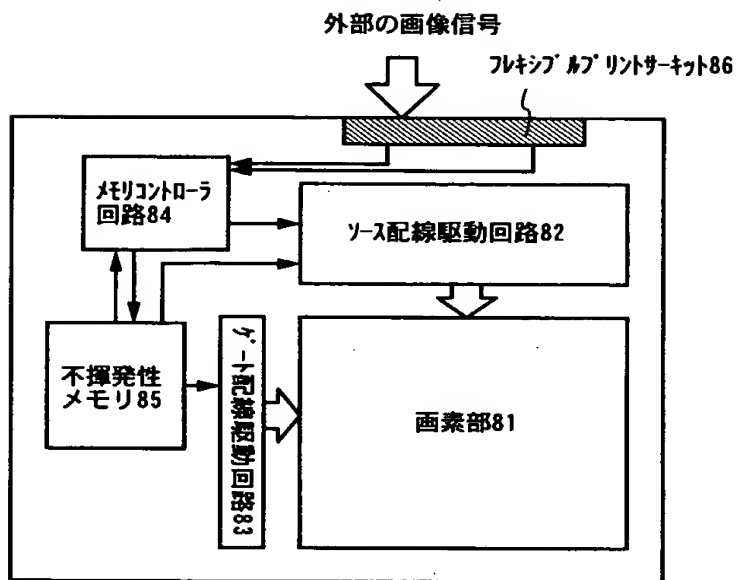 外部の画像信号
フレキシブルプリントサーキット86
メモリコントローラ
回路84
ソース配線駆動回路82
不揮発性
メモリ85
ゲート配線駆動回路83
画素部81